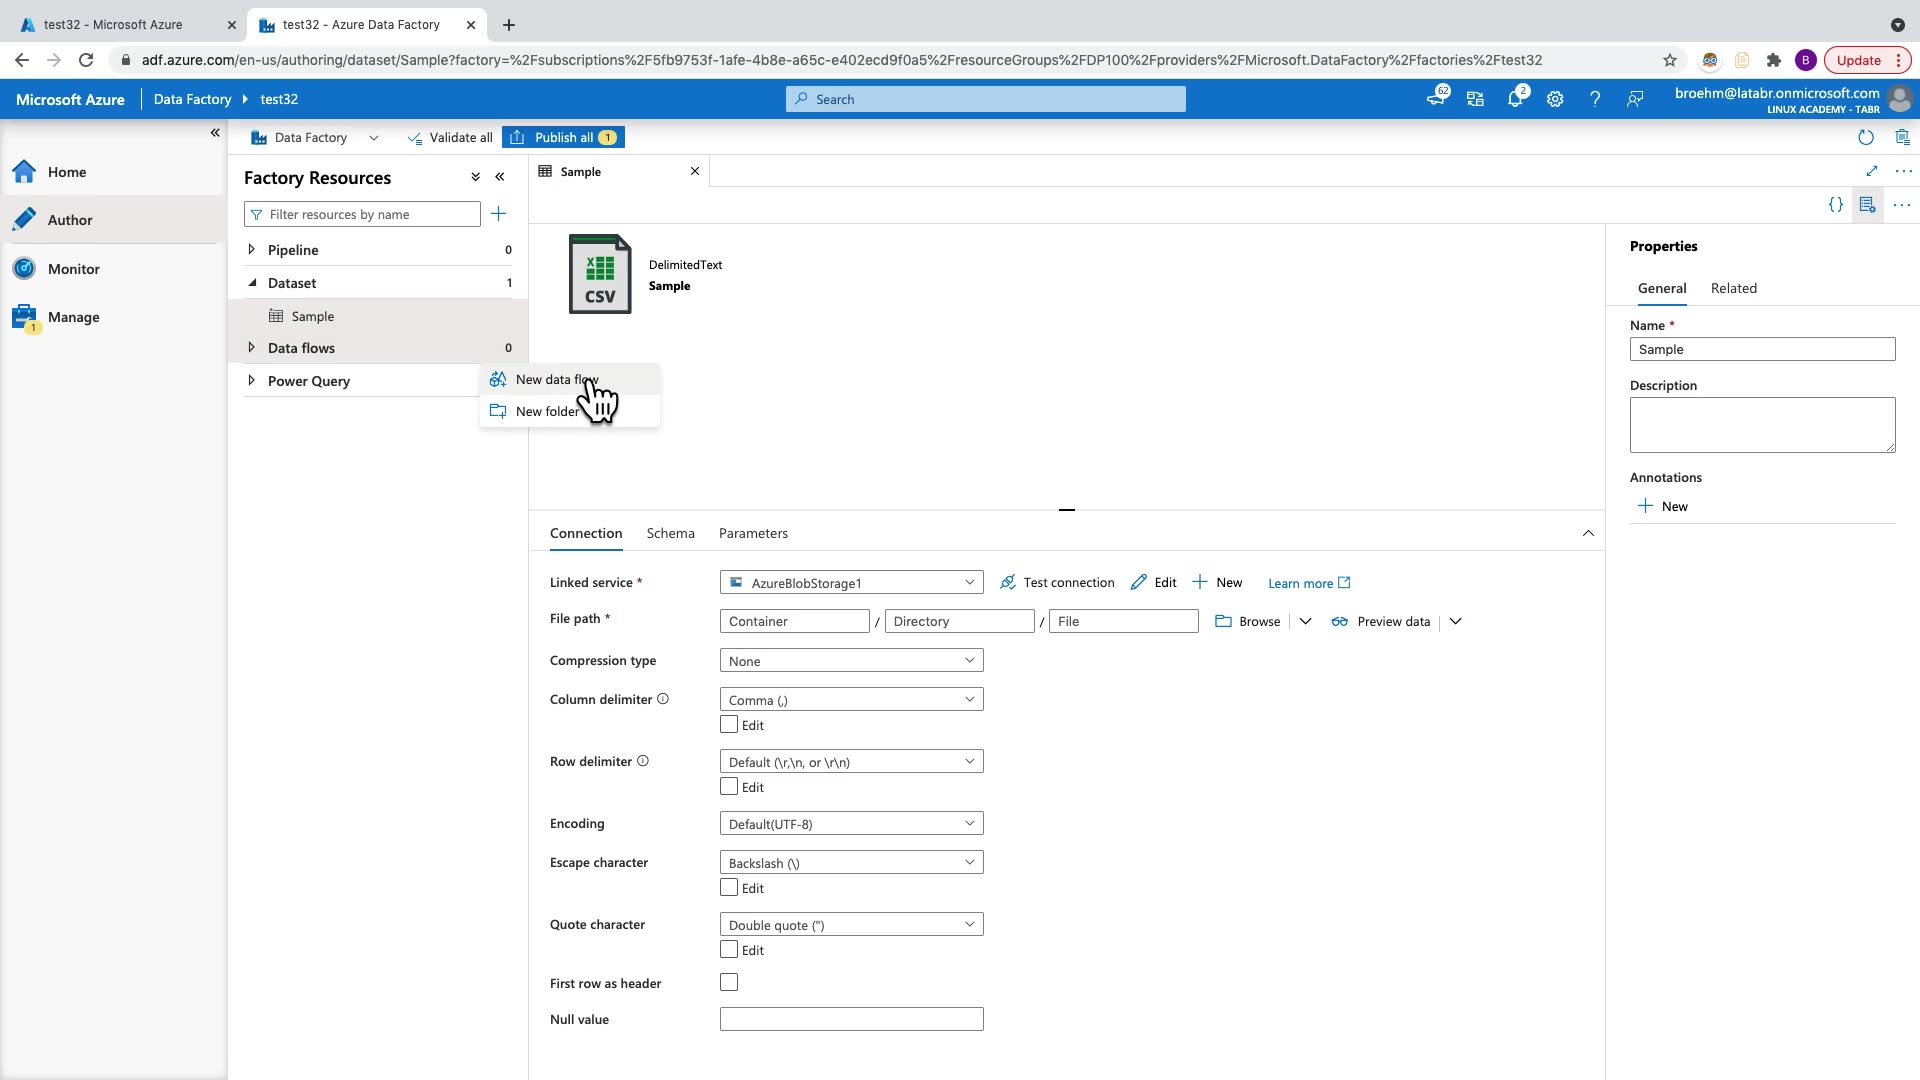 test32 - Microsoft Azure
test32 - Azure Data Factory
adf.azure.com/en-us/authoring/dataset/Sample?factory=%2Fsubscriptions%2F5fb9753f-1afe-4b8e-a65c-e402ecd9f0a5%2FresourceGroups%2FDP100%2Fproviders%2FMicrosoft.DataFactory%2Ffactories%2Ftest32
B
Update
Microsoft Azure
Data Factory
test32
Search
62
2
broehm@latabr.onmicrosoft.com
LINUX ACADEMY - TABR
Data Factory
Validate all
Publish all 1
Home
Author
Monitor
Manage
1
Factory Resources
Filter resources by name
Pipeline 0
Dataset 1
Sample
Data flows 0
Power Query
New data flow
New folder
Sample
X
CSV
DelimitedText
Sample
Properties
General
Related
Name *
Sample
Description
Annotations
New
Connection
Schema
Parameters
Linked service *
AzureBlobStorage1
Test connection
Edit
New
Learn more
File path *
Container / Directory / File
Browse
Preview data
Compression type
None
Column delimiter
Comma (,)
Edit
Row delimiter
Default (\r,\n, or \r\n)
Edit
Encoding
Default(UTF-8)
Escape character
Backslash (\)
Edit
Quote character
Double quote (")
Edit
First row as header
Null value